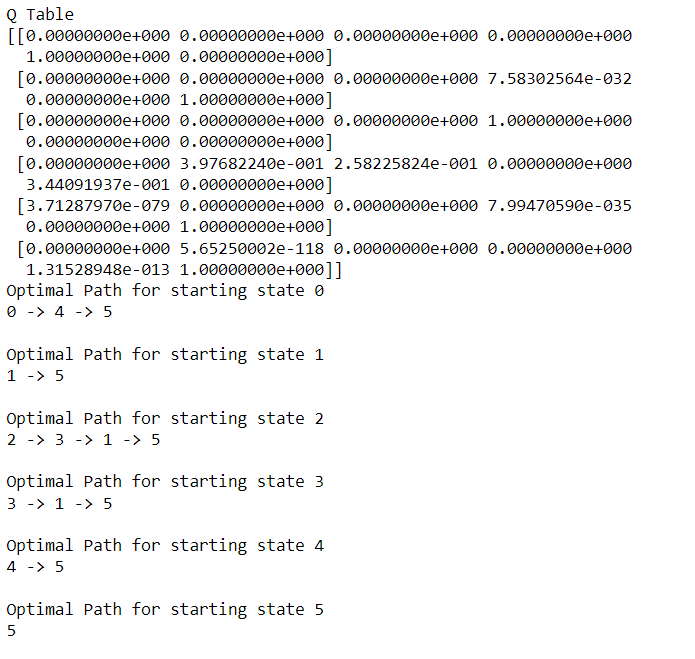 Q Table
[[0.00000000e+000 0.00000000e+000 0.00000000e+000 0.00000000e+000
1.00000000e+000 0.00000000e+000]
[0.00000000e+000 0.00000000e+000 0.00000000e+000 7.58302564e-032
0.00000000e+000 1.00000000e+000]
[0.00000000e+000 0.00000000e+000 0.00000000e+000 1.00000000e+000
0.00000000e+000 0.00000000e+000]
[0.00000000e+000 3.97682240e-001 2.58225824e-001 0.00000000e+000
3.44091937e-001 0.00000000e+000]
[3.71287970e-079 0.00000000e+000 0.00000000e+000 7.99470590e-035
0.00000000e+000 1.00000000e+000]
[0.00000000e+000 5.65250002e-118 0.00000000e+000 0.00000000e+000
1.31528948e-013 1.00000000e+000]]
Optimal Path for starting state 0
0 -> 4 -> 5
Optimal Path for starting state 1
1 -> 5
Optimal Path for starting state 2
2 -> 3 -> 1 -> 5
Optimal Path for starting state 3
3 -> 1 -> 5
Optimal Path for starting state 4
4 -> 5
Optimal Path for starting state 5
5